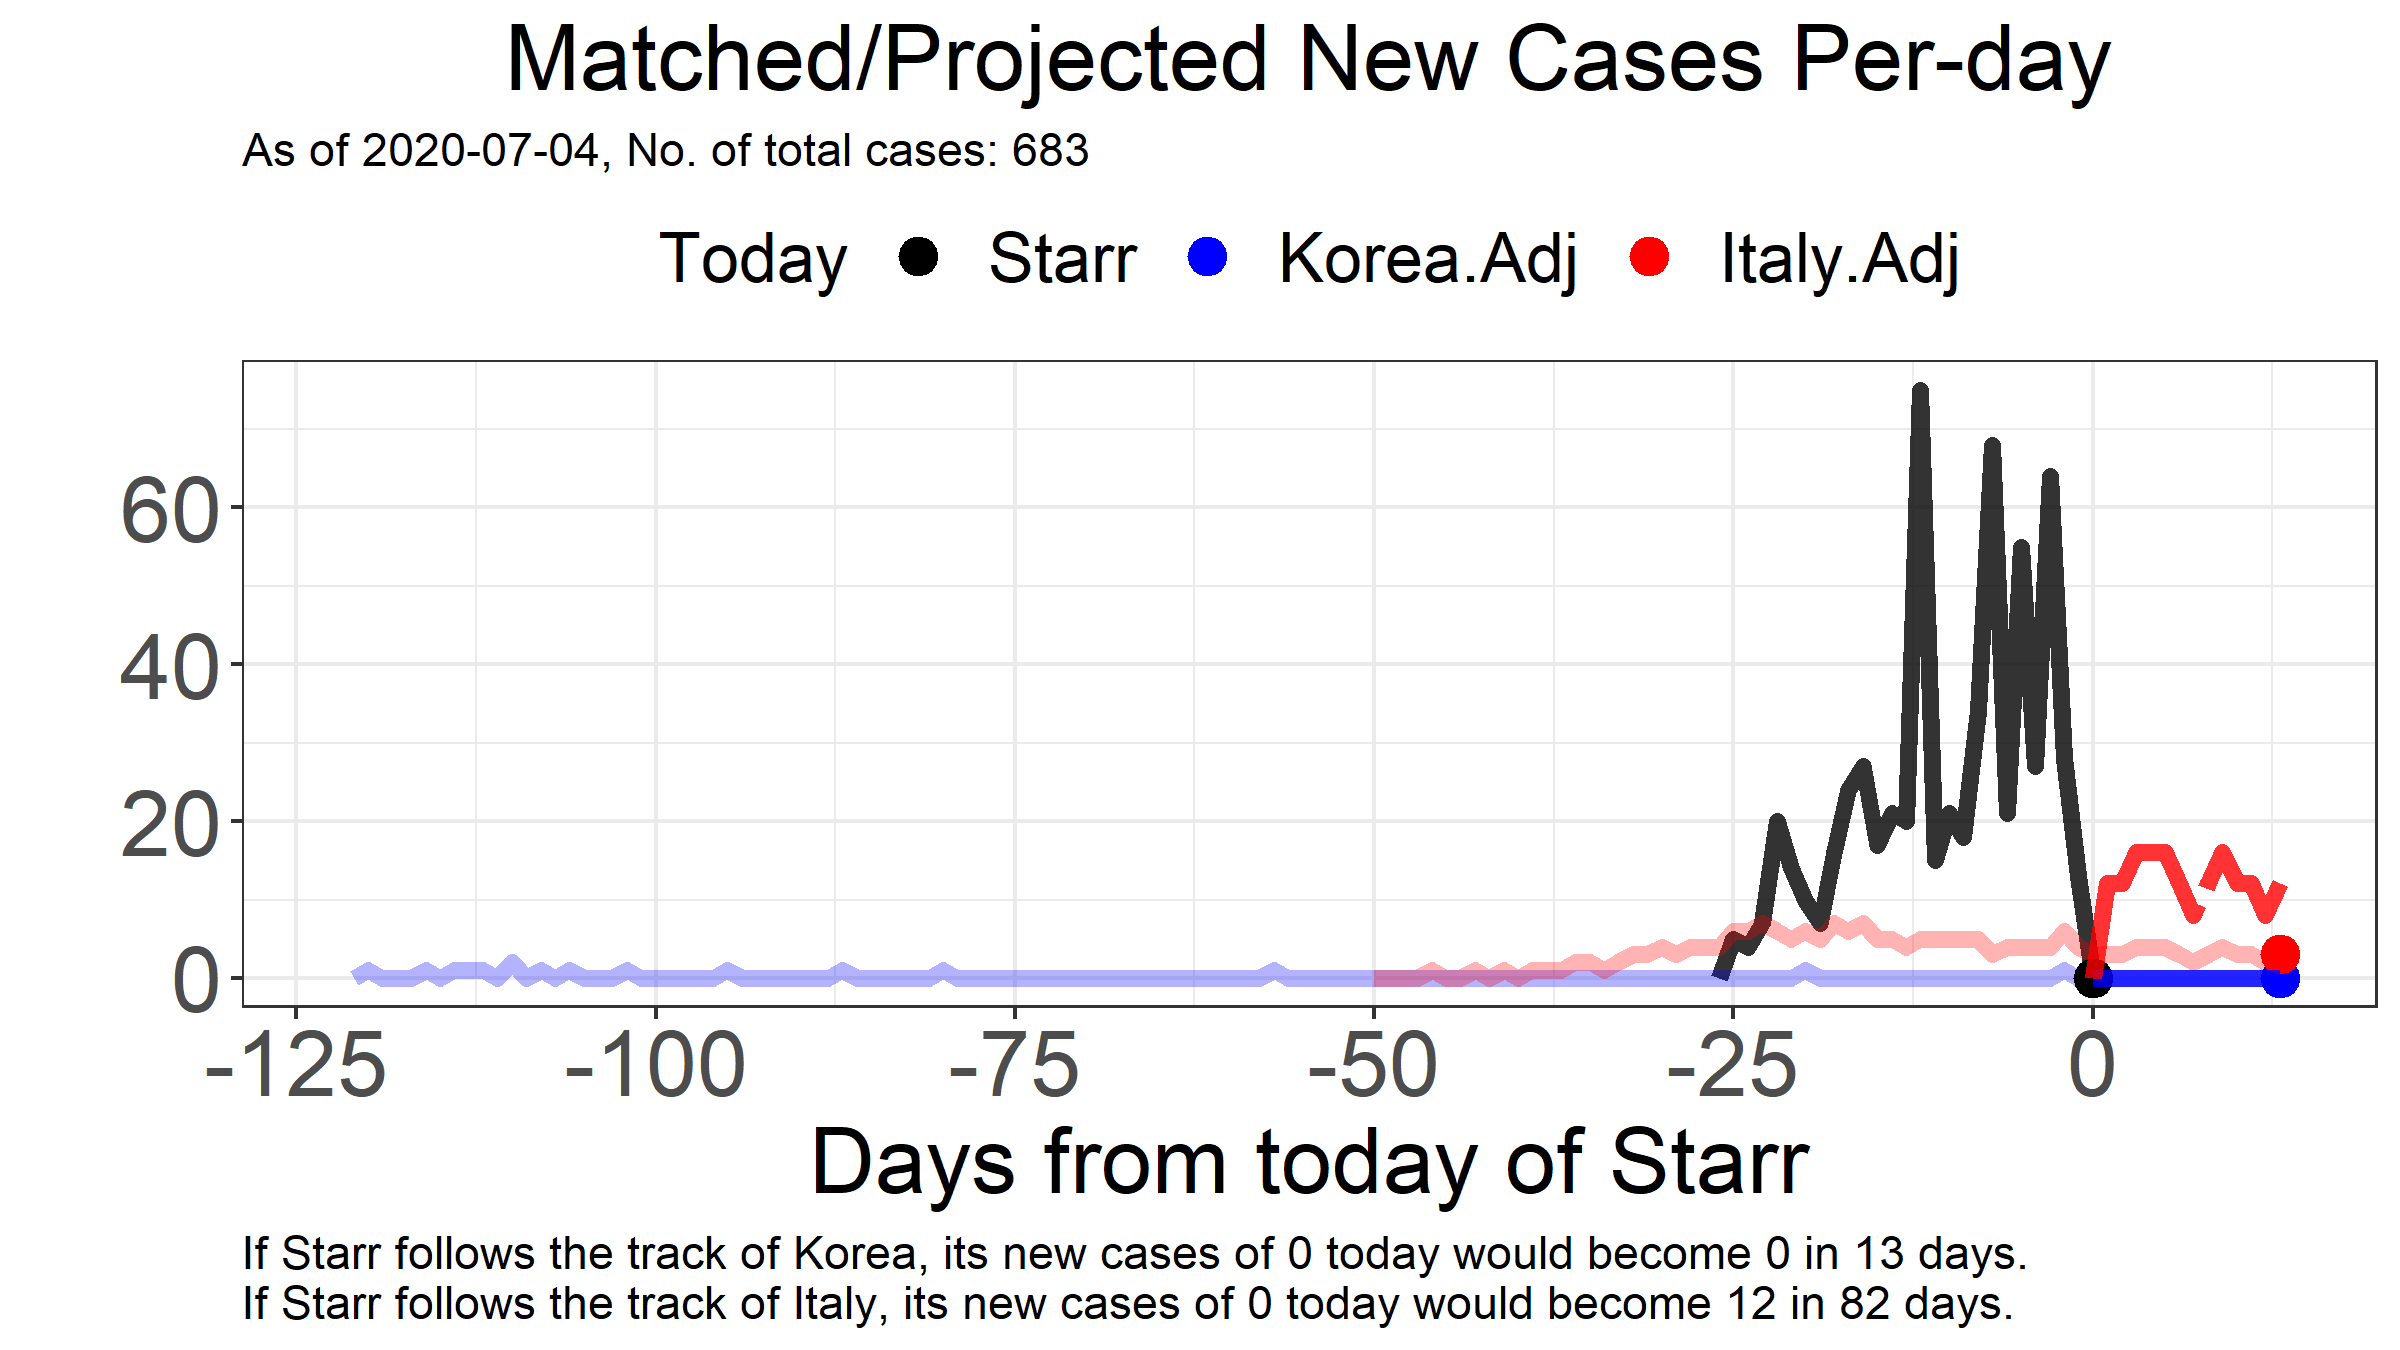 Matched/Projected New Cases Per-day
As of 2020-07-04, No. of total cases: 683
Today Starr Korea.Adj Italy.Adj
60
40
20
0
-125 -100 -75 -50 -25 0
Days from today of Starr
If Starr follows the track of Korea, its new cases of 0 today would become 0 in 13 days.
If Starr follows the track of Italy, its new cases of 0 today would become 12 in 82 days.